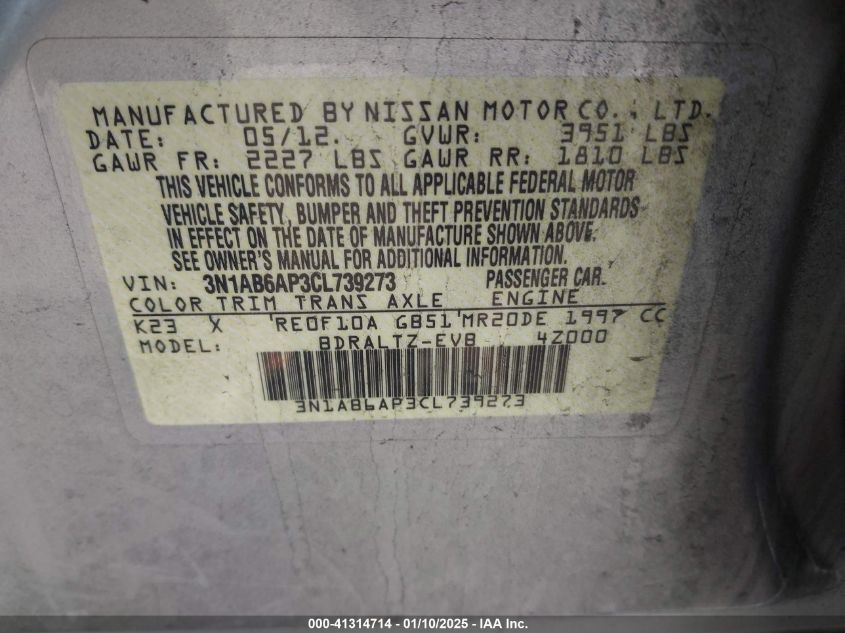 MANUFACTURED BY NISSAN MOTOR CO., LTD.
DATE: 05/12. GVWR: 3951 LBS
GAWR FR: 2227 LBS GAWR RR: 1810 LBS
THIS VEHICLE CONFORMS TO ALL APPLICABLE FEDERAL MOTOR
VEHICLE SAFETY, BUMPER AND THEFT PREVENTION STANDARDS
IN EFFECT ON THE DATE OF MANUFACTURE SHOWN ABOVE.
SEE OWNER'S MANUAL FOR ADDITIONAL INFORMATION.
VIN: 3N1AB6AP3CL739273 PASSENGER CAR.
COLOR TRIM TRANS AXLE ENGINE
K23 X RE0F10A GB51 MR20DE 1997 CC
MODEL: BDRALTZ-EVB 4Z000
3N1AB6AP3CL739273
000-41314714 - 01/10/2025 - IAA Inc.